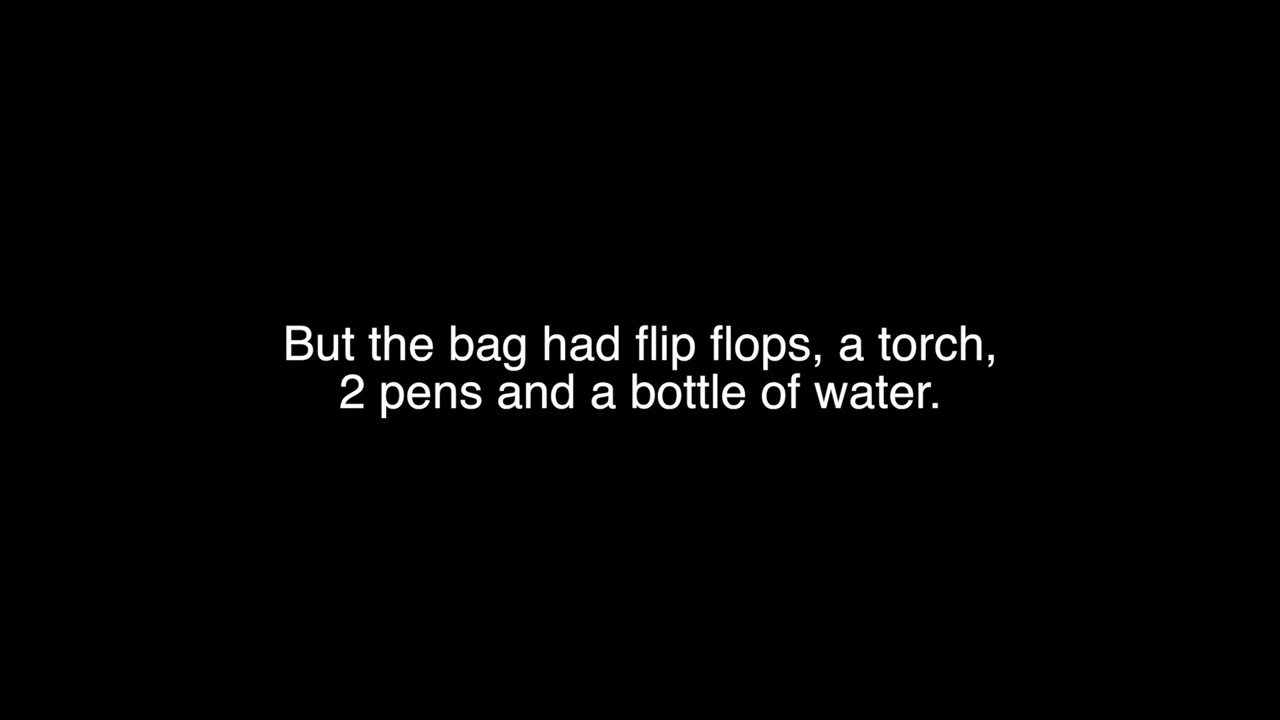 But the bag had flip flops, a torch,
2 pens and a bottle of water.